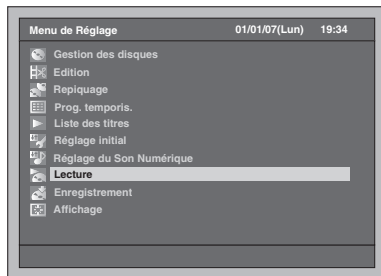 Menu de Réglage 01/01/07(Lun) 19:34
Gestion des disques
Edition
Repiquage
Prog. temporis.
Liste des titres
Réglage initial
Réglage du Son Numérique
Lecture
Enregistrement
Affichage